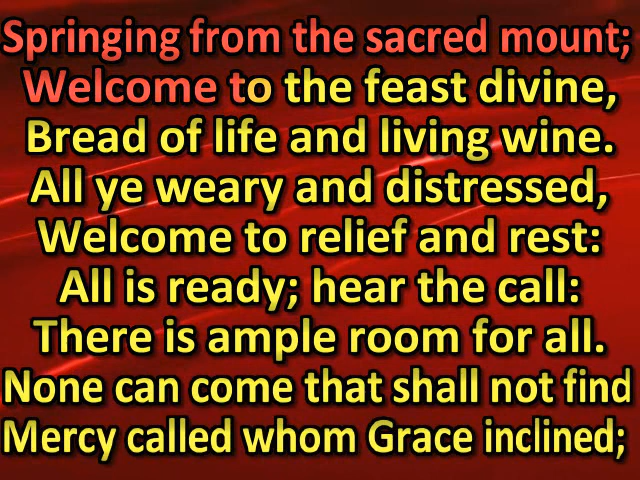 Springing from the sacred mount;
Welcome to the feast divine,
Bread of life and living wine.
All ye weary and distressed,
Welcome to relief and rest:
All is ready; hear the call:
There is ample room for all.
None can come that shall not find
Mercy called whom Grace inclined;